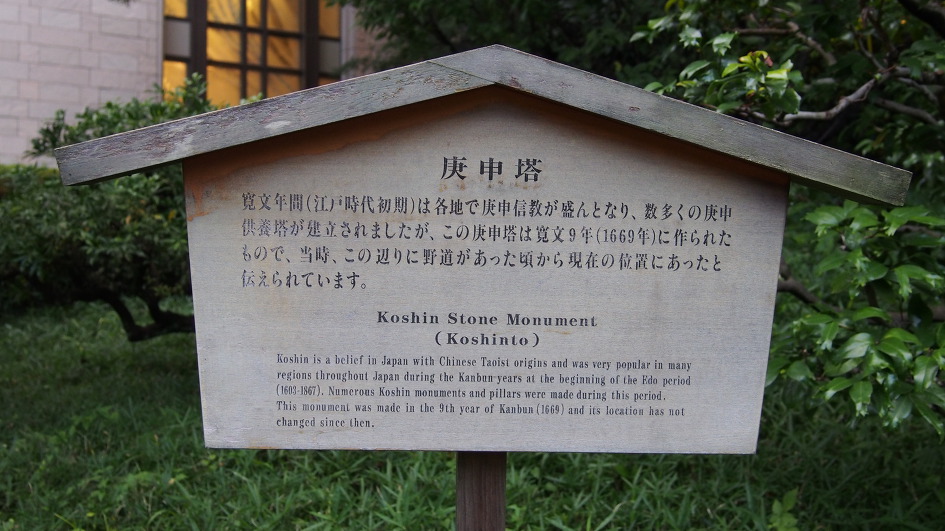 庚申塔
寛文年間(江戸時代初期)は各地で庚申信教が盛んとなり、数多くの庚申
供養塔が建立されましたが、この庚申塔は寛文9年(1669年)に作られた
もので、当時、この辺りに野道があった頃から現在の位置にあったと
伝えられています。
Koshin Stone Monument
(Koshinto)
Koshin is a belief in Japan with Chinese Taoist origins and was very popular in many
regions throughout Japan during the Kanbun years at the beginning of the Edo period
(1603-1867). Numerous Koshin monuments and pillars were made during this period.
This monument was made in the 9th year of Kanbun (1669) and its location has not
changed since then.